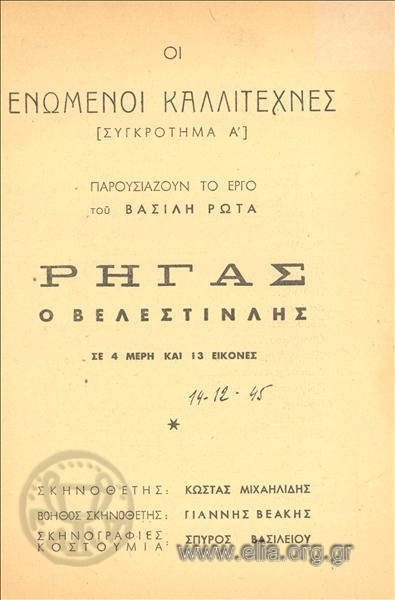 ΟΙ
ΕΝΩΜΕΝΟΙ ΚΑΛΛΙΤΕΧΝΕΣ
[ΣΥΓΚΡΟΤΗΜΑ Α']
ΠΑΡΟΥΣΙΑΖΟΥΝ ΤΟ ΕΡΓΟ
τοῦ ΒΑΣΙΛΗ ΡΩΤΑ
ΡΗΓΑΣ
Ο ΒΕΛΕΣΤΙΝΛΗΣ
ΣΕ 4 ΜΕΡΗ ΚΑΙ 13 ΕΙΚΟΝΕΣ
14-12-45
ΣΚΗΝΟΘΕΤΗΣ: ΚΩΣΤΑΣ ΜΙΧΑΗΛΙΔΗΣ
ΒΟΗΘΟΣ ΣΚΗΝΟΘΕΤΗΣ: ΓΙΑΝΝΗΣ ΒΕΑΚΗΣ
ΣΚΗΝΟΓΡΑΦΙΕΣ
ΚΟΣΤΟΥΜΙΑ: ΣΠΥΡΟΣ ΒΑΣΙΛΕΙΟΥ
www.elia.org.gr